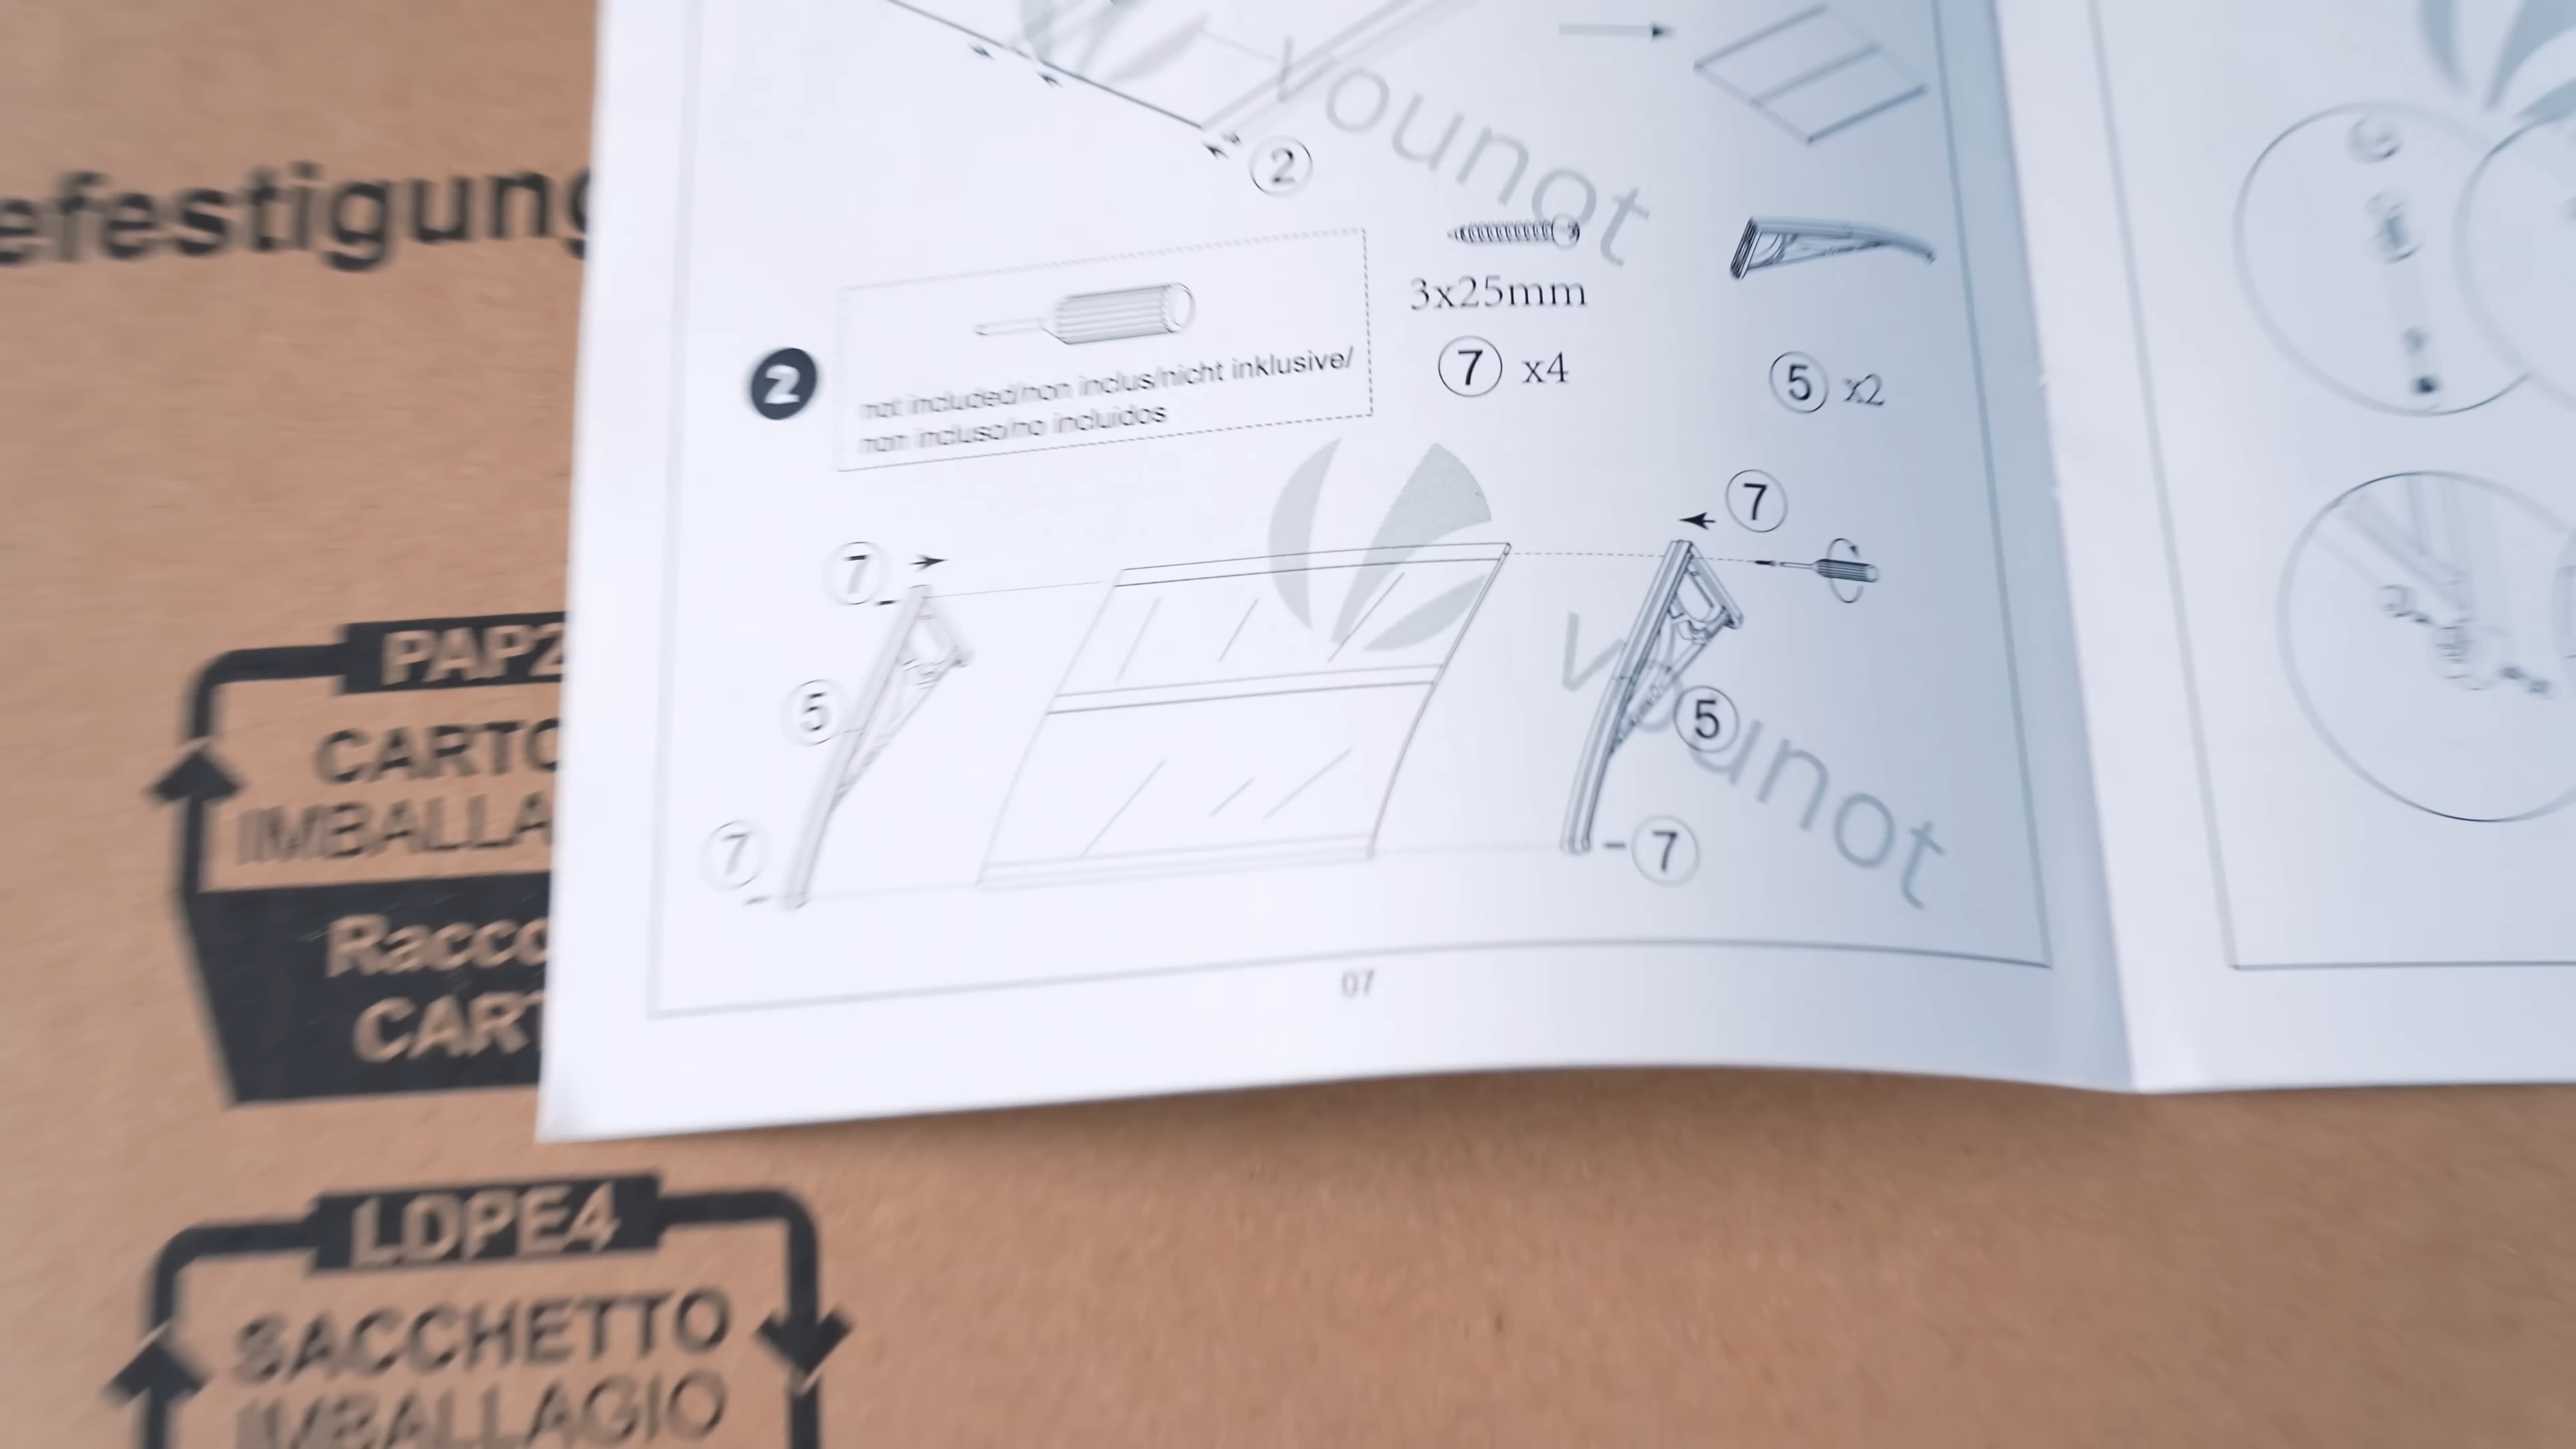 efestigung
PAP2
CARTO
IMBALLA
Racco
CART
LDPE4
SACCHETTO
IMBALLAGIO
vounot
2
2
not included/non inclus/nicht inklusive/
non incluso/no incluidos
3x25mm
7 x4
5 x2
7
7
5
5
7
7
vounot
07